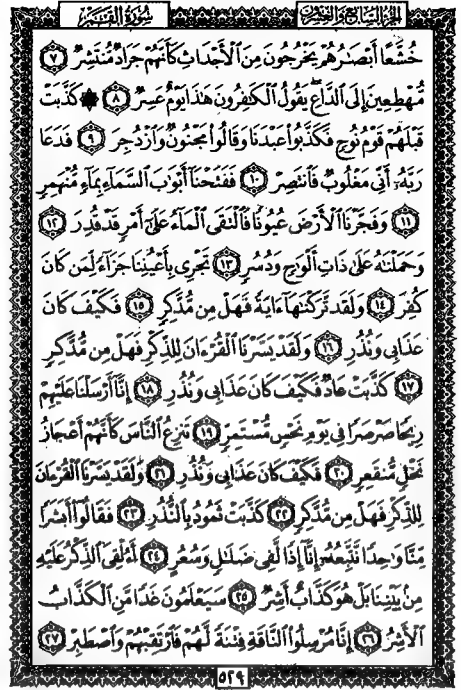 الجزء السابع والعشرون
سورة القمر
خُشَّعًا أَبْصَٰرُهُمْ يَخْرُجُونَ مِنَ ٱلْأَجْدَاثِ كَأَنَّهُمْ جَرَادٌ مُّنتَشِرٌ ٧
مُّهْطِعِينَ إِلَى ٱلدَّاعِ يَقُولُ ٱلْكَٰفِرُونَ هَٰذَا يَوْمٌ عَسِرٌ ٨ ۞ كَذَّبَتْ
قَبْلَهُمْ قَوْمُ نُوحٍ فَكَذَّبُوا۟ عَبْدَنَا وَقَالُوا۟ مَجْنُونٌ وَٱزْدُجِرَ ٩ فَدَعَا
رَبَّهُۥٓ أَنِّى مَغْلُوبٌ فَٱنتَصِرْ ١٠ فَفَتَحْنَآ أَبْوَٰبَ ٱلسَّمَآءِ بِمَآءٍ مُّنْهَمِرٍ
١١ وَفَجَّرْنَا ٱلْأَرْضَ عُيُونًا فَٱلْتَقَى ٱلْمَآءُ عَلَىٰٓ أَمْرٍ قَدْ قُدِرَ ١٢
وَحَمَلْنَٰهُ عَلَىٰ ذَاتِ أَلْوَٰحٍ وَدُسُرٍ ١٣ تَجْرِى بِأَعْيُنِنَا جَزَآءً لِّمَن كَانَ
كُفِرَ ١٤ وَلَقَد تَّرَكْنَٰهَآ ءَايَةً فَهَلْ مِن مُّدَّكِرٍ ١٥ فَكَيْفَ كَانَ
عَذَابِى وَنُذُرِ ١٦ وَلَقَدْ يَسَّرْنَا ٱلْقُرْءَانَ لِلذِّكْرِ فَهَلْ مِن مُّدَّكِرٍ
١٧ كَذَّبَتْ عَادٌ فَكَيْفَ كَانَ عَذَابِى وَنُذُرِ ١٨ إِنَّآ أَرْسَلْنَا عَلَيْهِمْ
رِيحًا صَرْصَرًا فِى يَوْمِ نَحْسٍ مُّسْتَمِرٍّ ١٩ تَنزِعُ ٱلنَّاسَ كَأَنَّهُمْ أَعْجَازُ
نَخْلٍ مُّنقَعِرٍ ٢٠ فَكَيْفَ كَانَ عَذَابِى وَنُذُرِ ٢١ وَلَقَدْ يَسَّرْنَا ٱلْقُرْءَانَ
لِلذِّكْرِ فَهَلْ مِن مُّدَّكِرٍ ٢٢ كَذَّبَتْ ثَمُودُ بِٱلنُّذُرِ ٢٣ فَقَالُوٓا۟ أَبَشَرًا
مِّنَّا وَٰحِدًا نَّتَّبِعُهُۥٓ إِنَّآ إِذًا لَّفِى ضَلَٰلٍ وَسُعُرٍ ٢٤ أَءُلْقِىَ ٱلذِّكْرُ عَلَيْهِ
مِنۢ بَيْنِنَا بَلْ هُوَ كَذَّابٌ أَشِرٌ ٢٥ سَيَعْلَمُونَ غَدًا مَّنِ ٱلْكَذَّابُ
ٱلْأَشِرُ ٢٦ إِنَّا مُرْسِلُوا۟ ٱلنَّاقَةِ فِتْنَةً لَّهُمْ فَٱرْتَقِبْهُمْ وَٱصْطَبِرْ ٢٧
٥٢٩